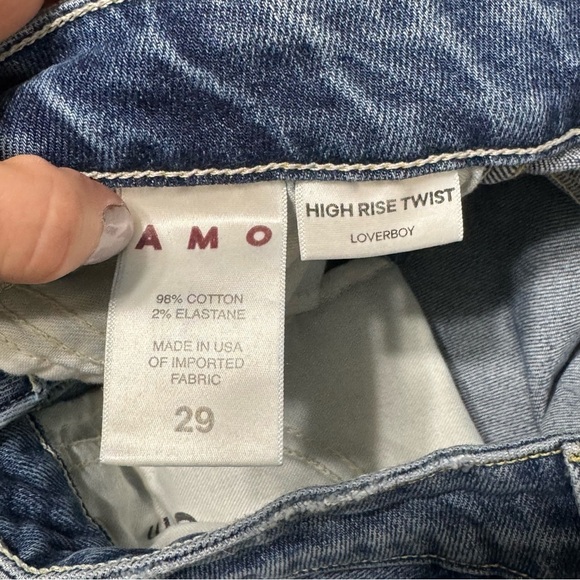 AMO
98% COTTON
2% ELASTANE
MADE IN USA
OF IMPORTED
FABRIC
29
HIGH RISE TWIST
LOVERBOY